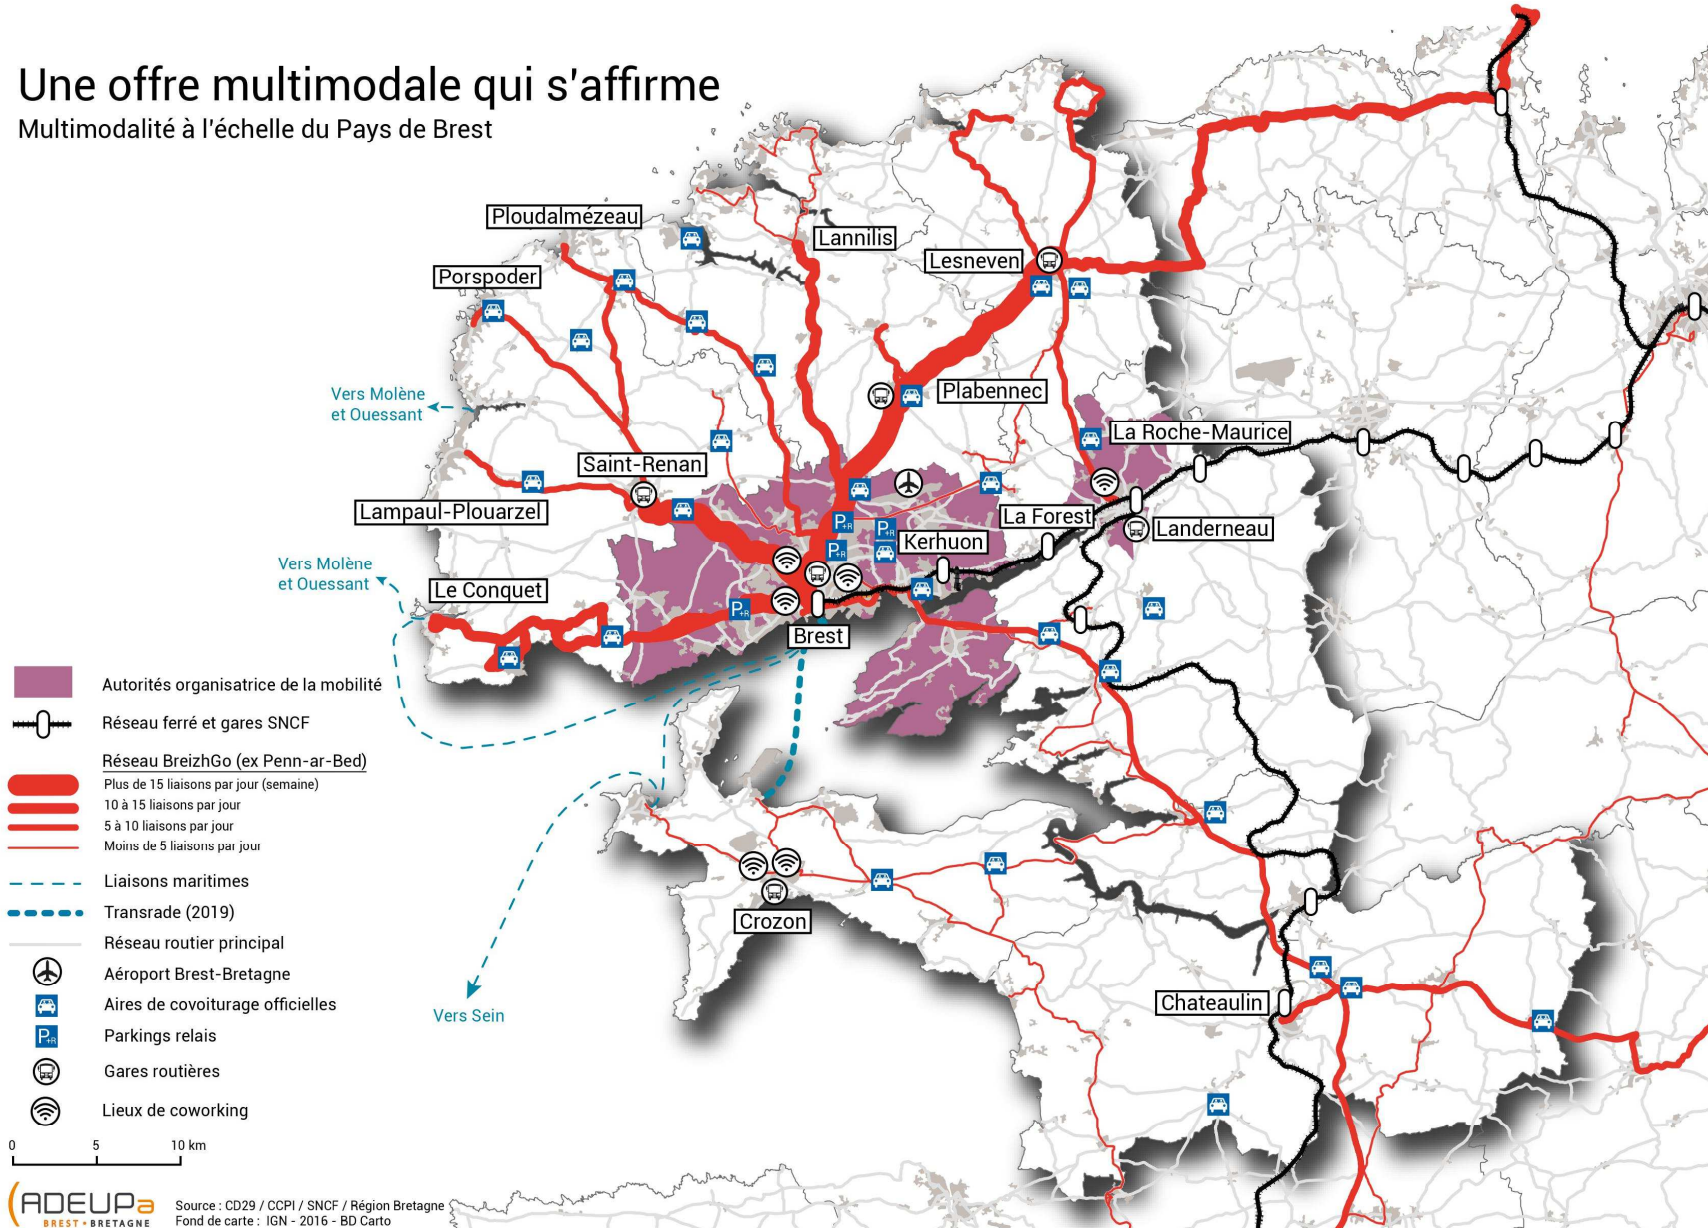 Une offre multimodale qui s'affirme
Multimodalité à l'échelle du Pays de Brest
Ploudalmézeau
Lannilis
Porspoder
Lesneven
Vers Molène
et Ouessant
Plabennec
La Roche-Maurice
Saint-Renan
Lampaul-Plouarzel
La Forest
Landerneau
Kerhuon
P+R
P+R
P+R
P+R
Vers Molène
et Ouessant
Le Conquet
Brest
Crozon
Chateaulin
Vers Sein
Autorités organisatrice de la mobilité
Réseau ferré et gares SNCF
Réseau BreizhGo (ex Penn-ar-Bed)
Plus de 15 liaisons par jour (semaine)
10 à 15 liaisons par jour
5 à 10 liaisons par jour
Moins de 5 liaisons par jour
Liaisons maritimes
Transrade (2019)
Réseau routier principal
Aéroport Brest-Bretagne
Aires de covoiturage officielles
P+R
Parkings relais
Gares routières
Lieux de coworking
0 5 10 km
ADEUPa
BREST • BRETAGNE
Source : CD29 / CCPI / SNCF / Région Bretagne
Fond de carte : IGN - 2016 - BD Carto